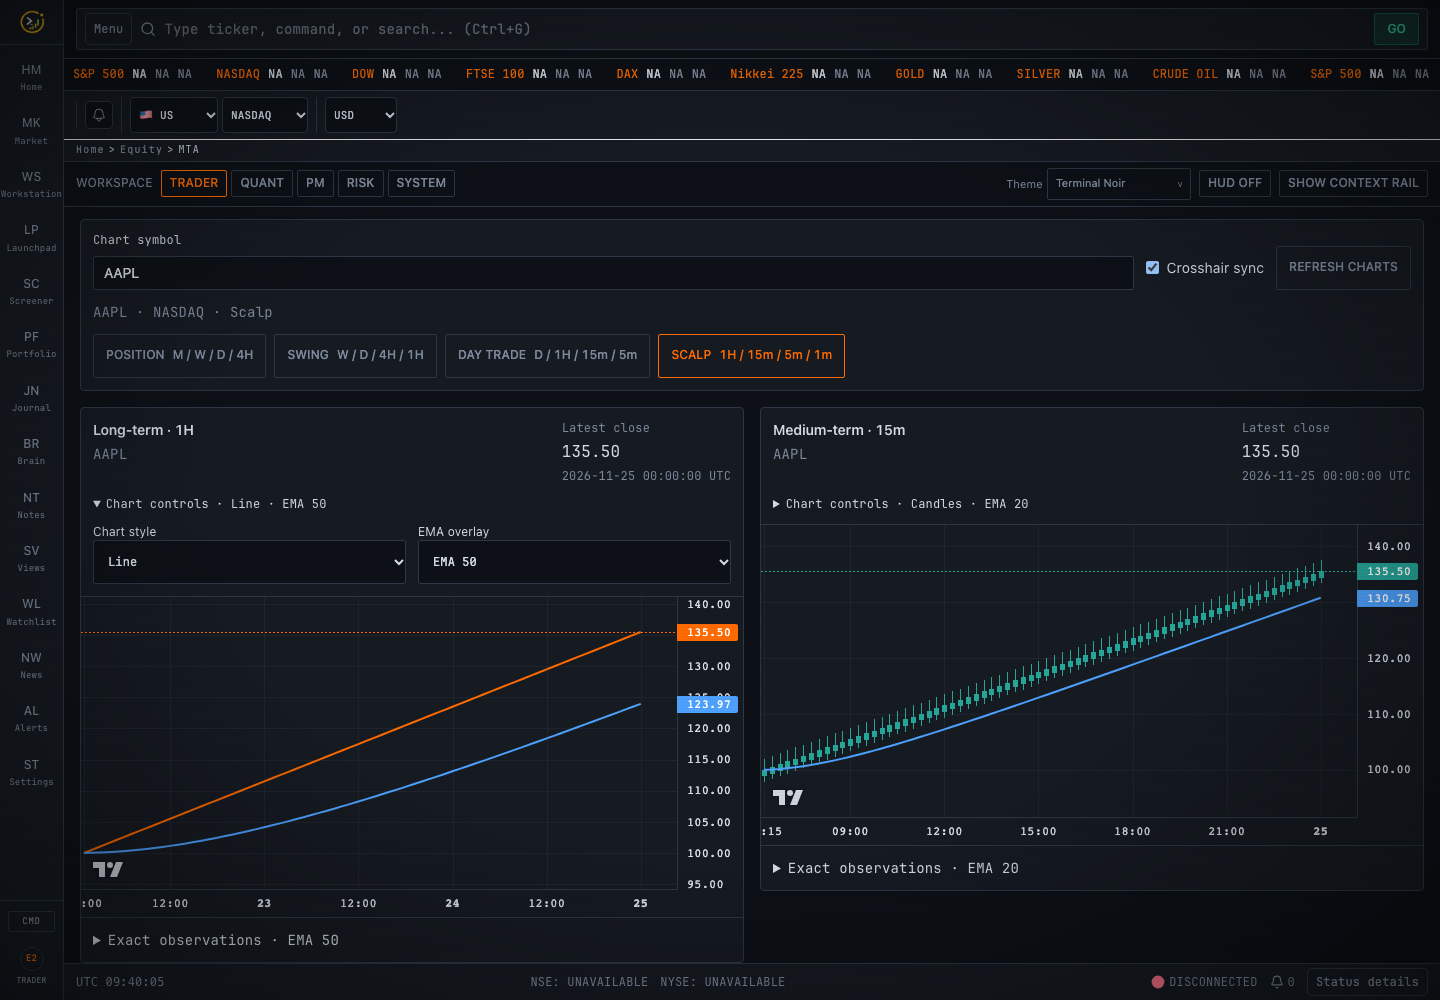 Menu Type ticker, command, or search... (Ctrl+G) GO
S&P 500 NA NA NA NASDAQ NA NA NA DOW NA NA NA FTSE 100 NA NA NA DAX NA NA NA Nikkei 225 NA NA NA GOLD NA NA NA SILVER NA NA NA CRUDE OIL NA NA NA S&P 500 NA NA NA
US NASDAQ USD
Home > Equity > MTA
WORKSPACE TRADER QUANT PM RISK SYSTEM Theme Terminal Noir HUD OFF SHOW CONTEXT RAIL
HM
Home
MK
Market
WS
Workstation
LP
Launchpad
SC
Screener
PF
Portfolio
JN
Journal
BR
Brain
NT
Notes
SV
Views
WL
Watchlist
NW
News
AL
Alerts
ST
Settings
CMD
E2
TRADER
Chart symbol
AAPL
Crosshair sync REFRESH CHARTS
AAPL · NASDAQ · Scalp
POSITION M / W / D / 4H SWING W / D / 4H / 1H DAY TRADE D / 1H / 15m / 5m SCALP 1H / 15m / 5m / 1m
Long-term · 1H
AAPL
Latest close
135.50
2026-11-25 00:00:00 UTC
▼ Chart controls · Line · EMA 50
Chart style EMA overlay
Line EMA 50
140.00
135.50
130.00
123.97
120.00
115.00
110.00
105.00
100.00
95.00
:00 12:00 23 12:00 24 12:00 25
▶ Exact observations · EMA 50
Medium-term · 15m
AAPL
Latest close
135.50
2026-11-25 00:00:00 UTC
▶ Chart controls · Candles · EMA 20
140.00
135.50
130.75
120.00
110.00
100.00
:15 09:00 12:00 15:00 18:00 21:00 25
▶ Exact observations · EMA 20
UTC 09:40:05 NSE: UNAVAILABLE NYSE: UNAVAILABLE DISCONNECTED 0 Status details